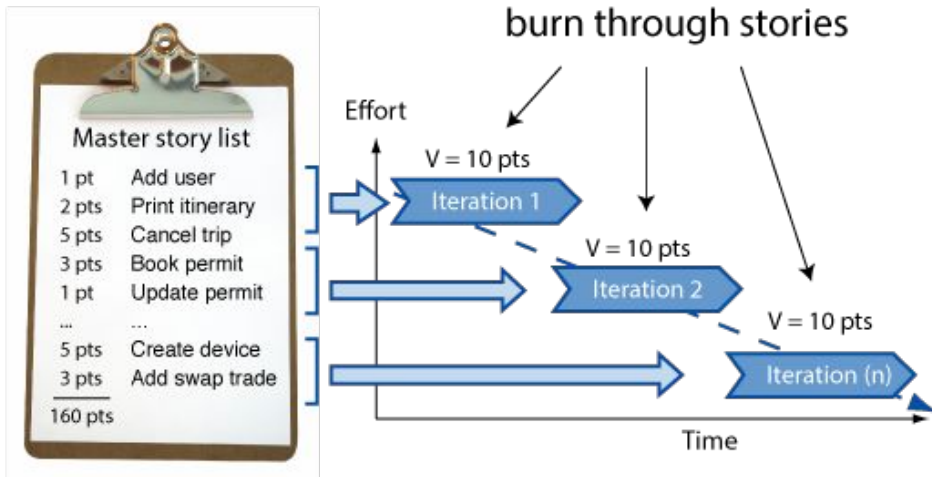 burn through stories
Master story list
1 pt Add user
2 pts Print itinerary
5 pts Cancel trip
3 pts Book permit
1 pt Update permit
... ...
5 pts Create device
3 pts Add swap trade
160 pts
Effort
V = 10 pts
Iteration 1
V = 10 pts
Iteration 2
V = 10 pts
Iteration (n)
Time